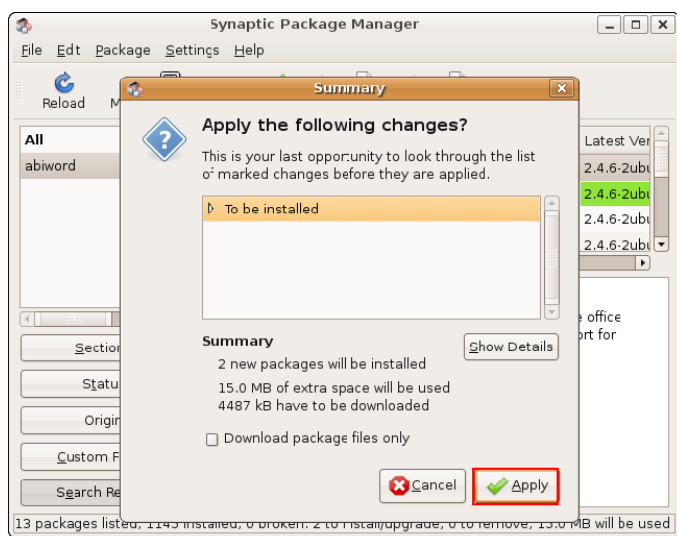 Synaptic Package Manager
File Edt Package Settings Help
Reload
Summary
All
abiword
Latest Ver
2.4.6-2ubu
2.4.6-2ubu
2.4.6-2ubu
2.4.6-2ubu
Apply the following changes?
This is your last opportunity to look through the list
of marked changes before they are applied.
To be installed
Summary
Show Details
2 new packages will be installed
15.0 MB of extra space will be used
4487 kB have to be downloaded
Download package files only
Cancel
Apply
office
ort for
Section
Statu
Origin
Custom F
Search Re
13 packages listed, 1143 installed, 0 broken. 2 to install/upgrade, 0 to remove; 15.0 MB will be used